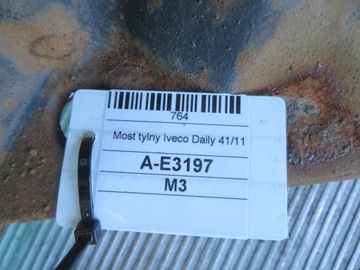 764
Most tylny Iveco Daily 41/11
A-E3197
M3